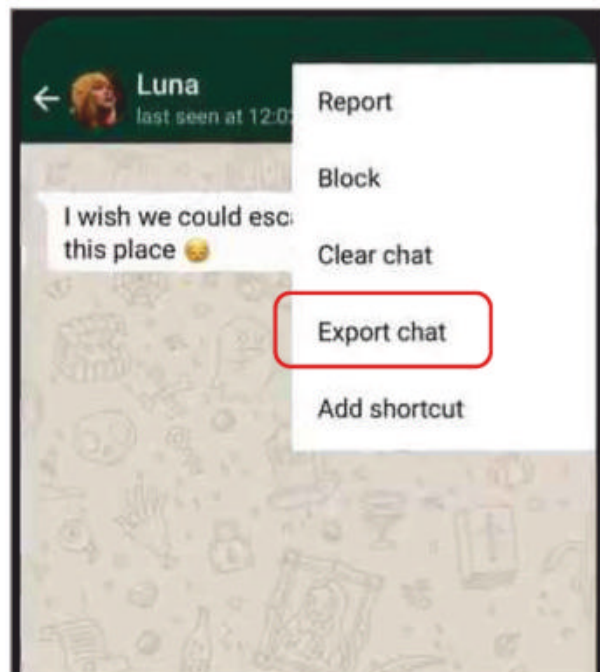 Luna
last seen at 12:0
I wish we could esc
this place 😔
Report
Block
Clear chat
Export chat
Add shortcut